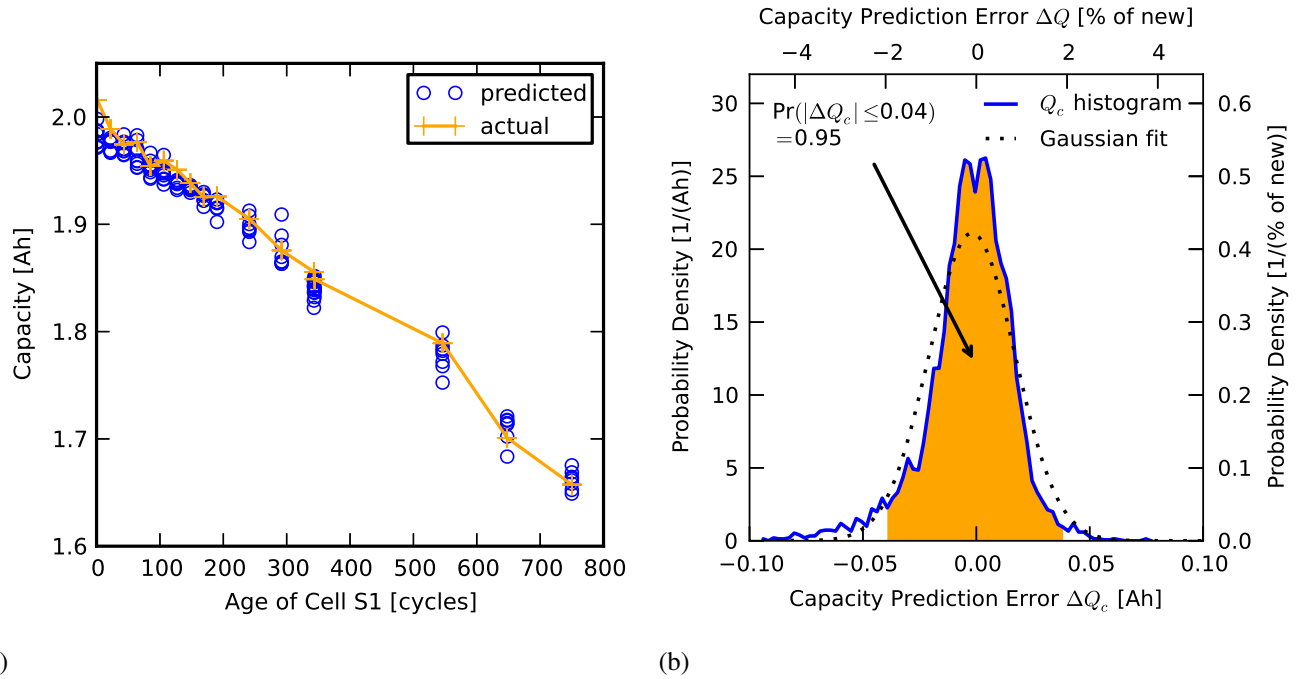 Capacity Prediction Error ΔQ [% of new]
−4 −2 0 2 4
predicted
actual
2.0
1.9
1.8
1.7
1.6
Capacity [Ah]
0 100 200 300 400 500 600 700 800
Age of Cell S1 [cycles]
)
Pr(|ΔQc| ≤0.04)
=0.95
Qc histogram
Gaussian fit
30
25
20
15
10
5
0
Probability Density [1/(Ah)]
0.6
0.5
0.4
0.3
0.2
0.1
0.0
Probability Density [1/(% of new)]
−0.10 −0.05 0.00 0.05 0.10
Capacity Prediction Error ΔQc [Ah]
(b)